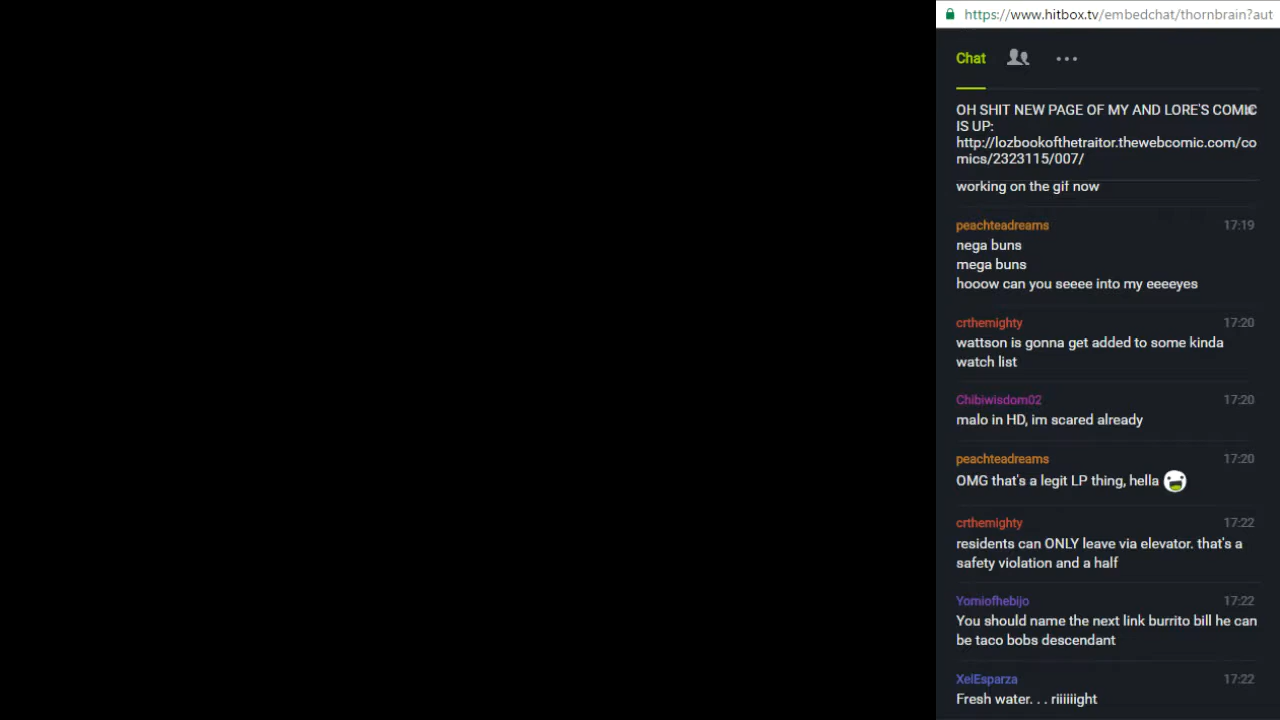 https://www.hitbox.tv/embedchat/thornbrain?aut
Chat
OH SHIT NEW PAGE OF MY AND LORE'S COMIC
IS UP:
http://lozbookofthetraitor.thewebcomic.com/co
mics/2323115/007/
working on the gif now
peachteadreams 17:19
nega buns
mega buns
hooow can you seeee into my eeeeyes
crthemighty 17:20
wattson is gonna get added to some kinda
watch list
Chibiwisdom02 17:20
malo in HD, im scared already
peachteadreams 17:20
OMG that's a legit LP thing, hella
crthemighty 17:22
residents can ONLY leave via elevator. that's a
safety violation and a half
Yomiofhebijo 17:22
You should name the next link burrito bill he can
be taco bobs descendant
XelEsparza 17:22
Fresh water. . . riiiiiight